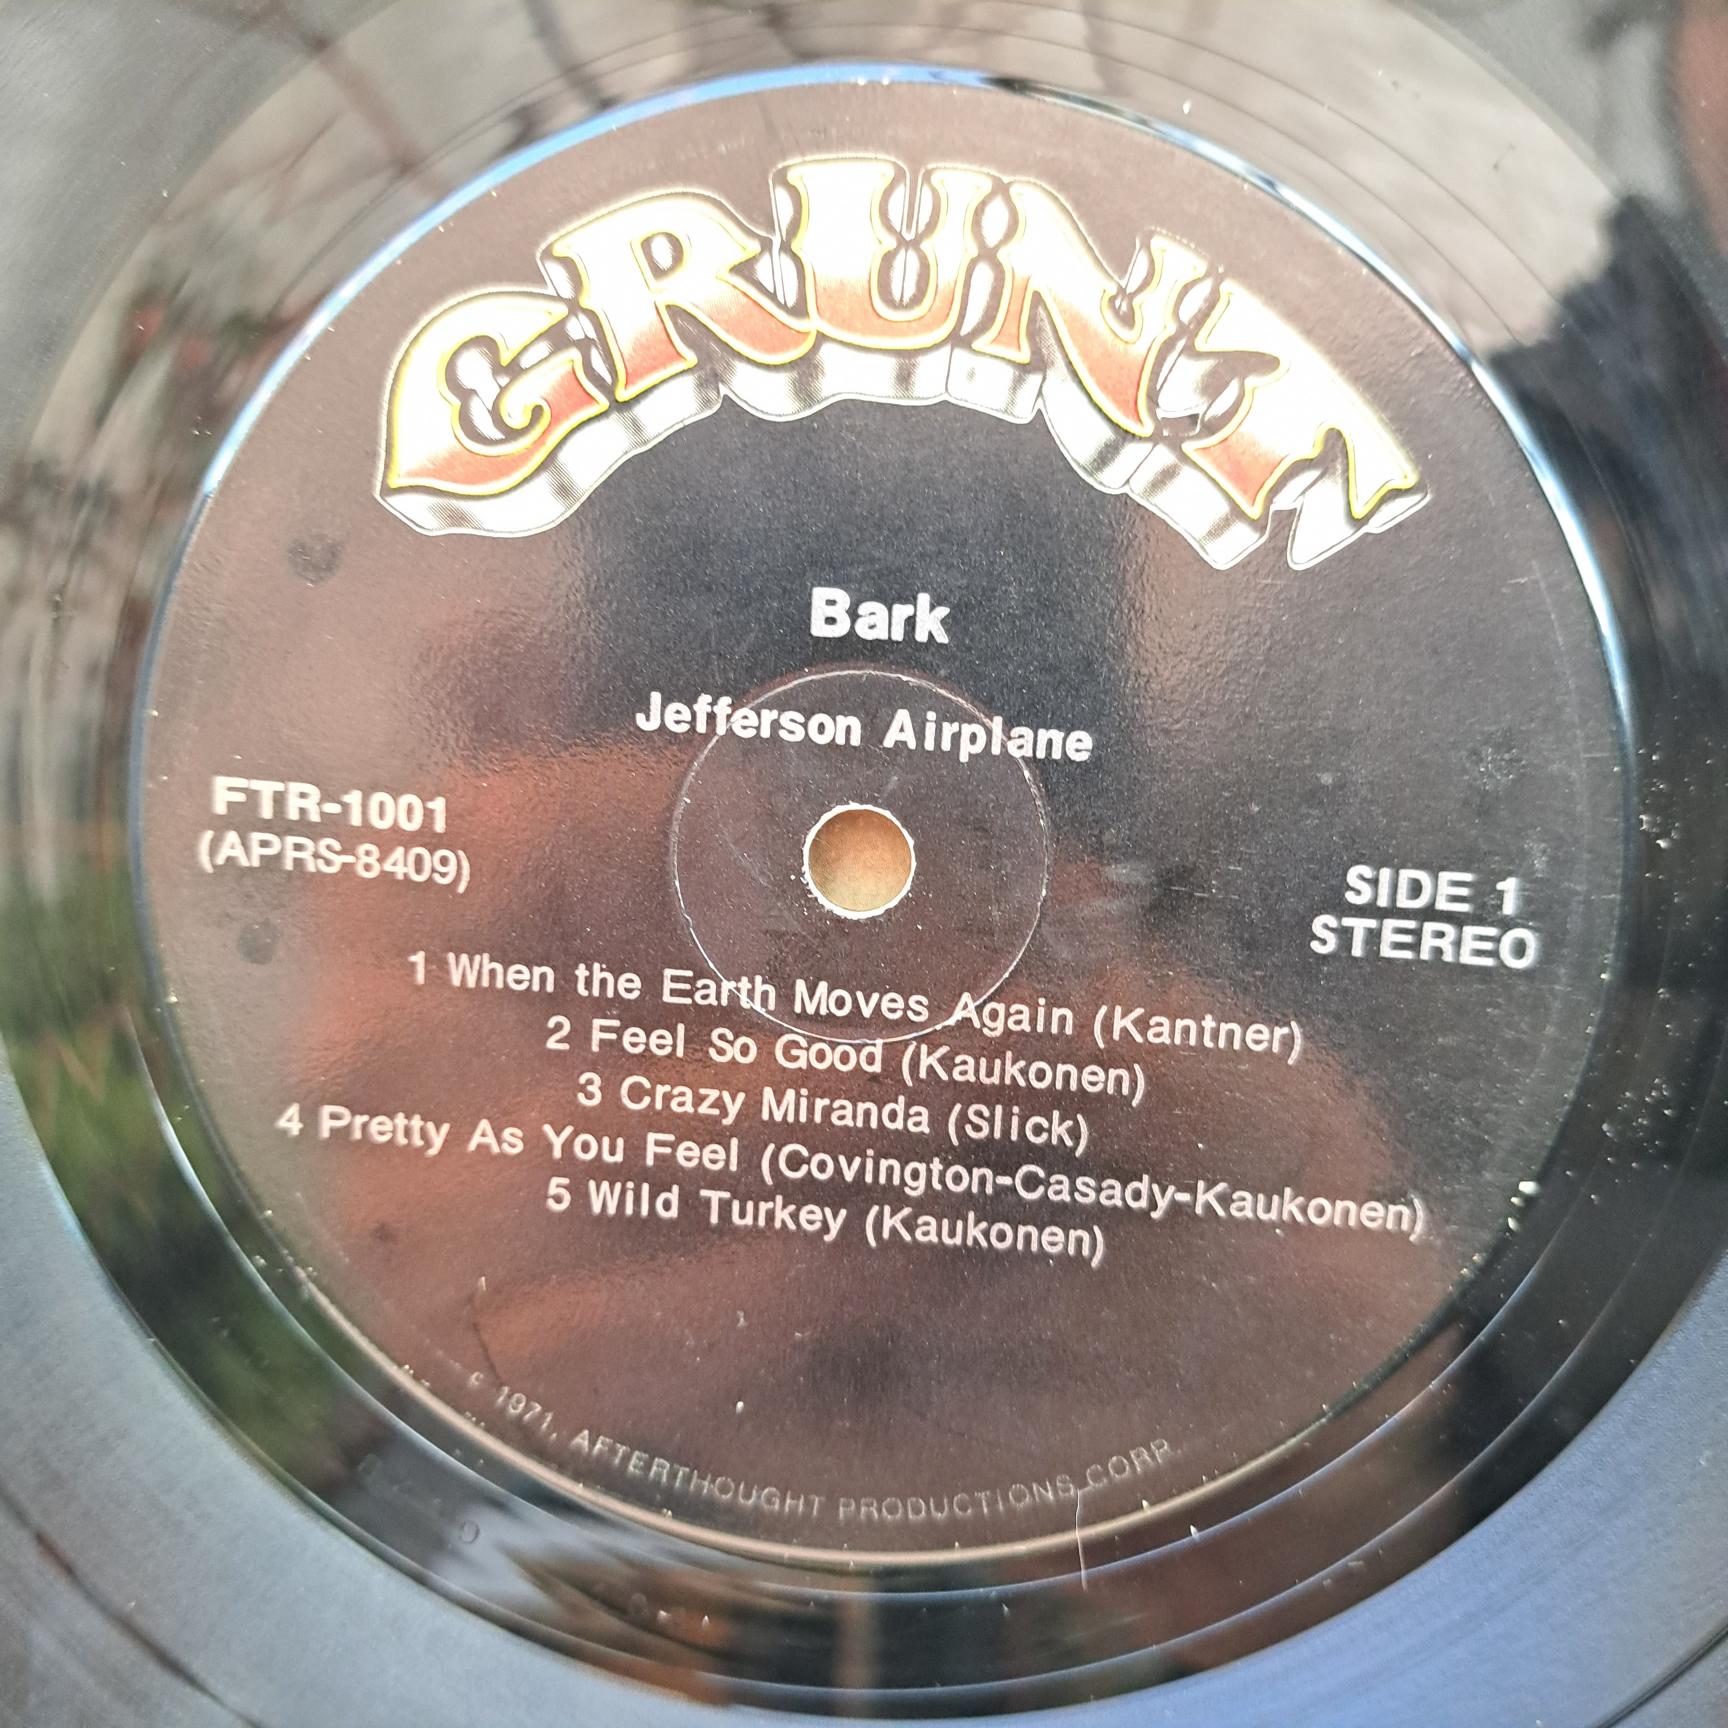 GRUNT
Bark
Jefferson Airplane
FTR-1001
(APRS-8409)
SIDE 1
STEREO
1 When the Earth Moves Again (Kantner)
2 Feel So Good (Kaukonen)
3 Crazy Miranda (Slick)
4 Pretty As You Feel (Covington-Casady-Kaukonen)
5 Wild Turkey (Kaukonen)
c 1971, AFTERTHOUGHT PRODUCTIONS CORP.